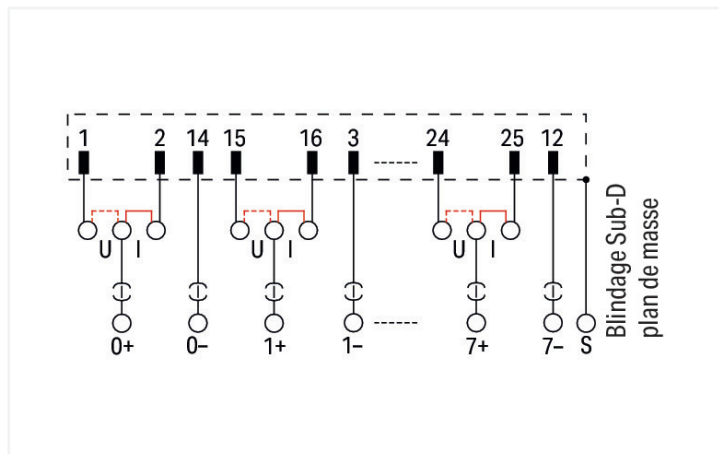 1 2 14 15 16 3 24 25 12
U I U I U I
0+ 0– 1+ 1– 7+ 7– S
Blindage Sub-D
plan de masse